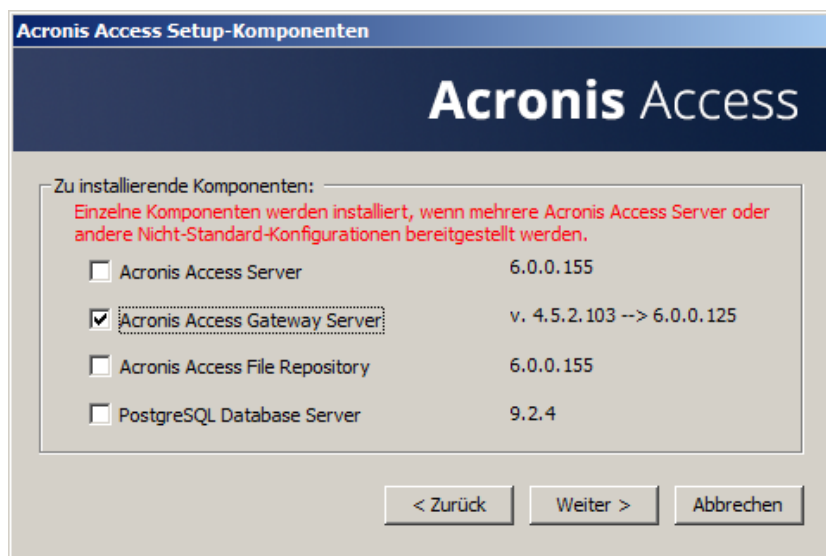 Acronis Access Setup-Komponenten
Acronis Access
Zu installierende Komponenten:
Einzelne Komponenten werden installiert, wenn mehrere Acronis Access Server oder
andere Nicht-Standard-Konfigurationen bereitgestellt werden.
Acronis Access Server 6.0.0.155
Acronis Access Gateway Server v. 4.5.2.103 --> 6.0.0.125
Acronis Access File Repository 6.0.0.155
PostgreSQL Database Server 9.2.4
< Zurück Weiter > Abbrechen